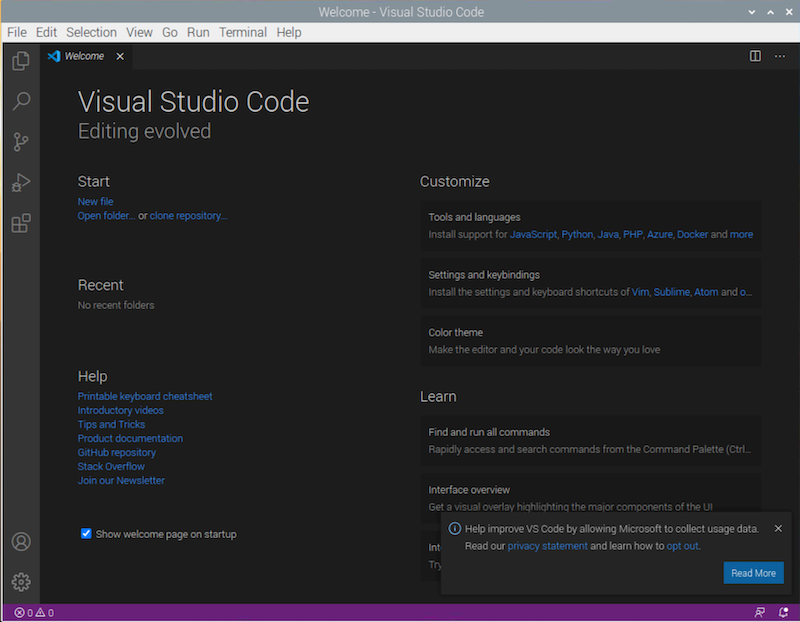 Welcome - Visual Studio Code
File Edit Selection View Go Run Terminal Help
Welcome
Visual Studio Code
Editing evolved
Start
New file
Open folder... or clone repository...
Recent
No recent folders
Help
Printable keyboard cheatsheet
Introductory videos
Tips and Tricks
Product documentation
GitHub repository
Stack Overflow
Join our Newsletter
Show welcome page on startup
Customize
Tools and languages
Install support for JavaScript, Python, Java, PHP, Azure, Docker and more
Settings and keybindings
Install the settings and keyboard shortcuts of Vim, Sublime, Atom and o...
Color theme
Make the editor and your code look the way you love
Learn
Find and run all commands
Rapidly access and search commands from the Command Palette (Ctrl...
Interface overview
Get a visual overlay highlighting the major components of the UI
Int
Try
Help improve VS Code by allowing Microsoft to collect usage data.
Read our privacy statement and learn how to opt out.
Read More
0 0